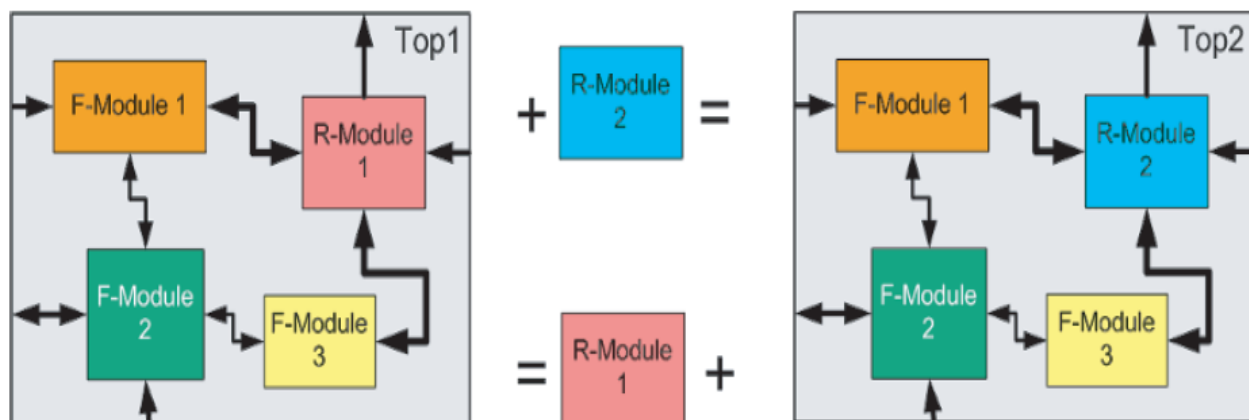 Top1
F-Module 1
R-Module
1
F-Module
2
F-Module
3
+
R-Module
2
=
=
R-Module
1
+
Top2
F-Module 1
R-Module
2
F-Module
2
F-Module
3